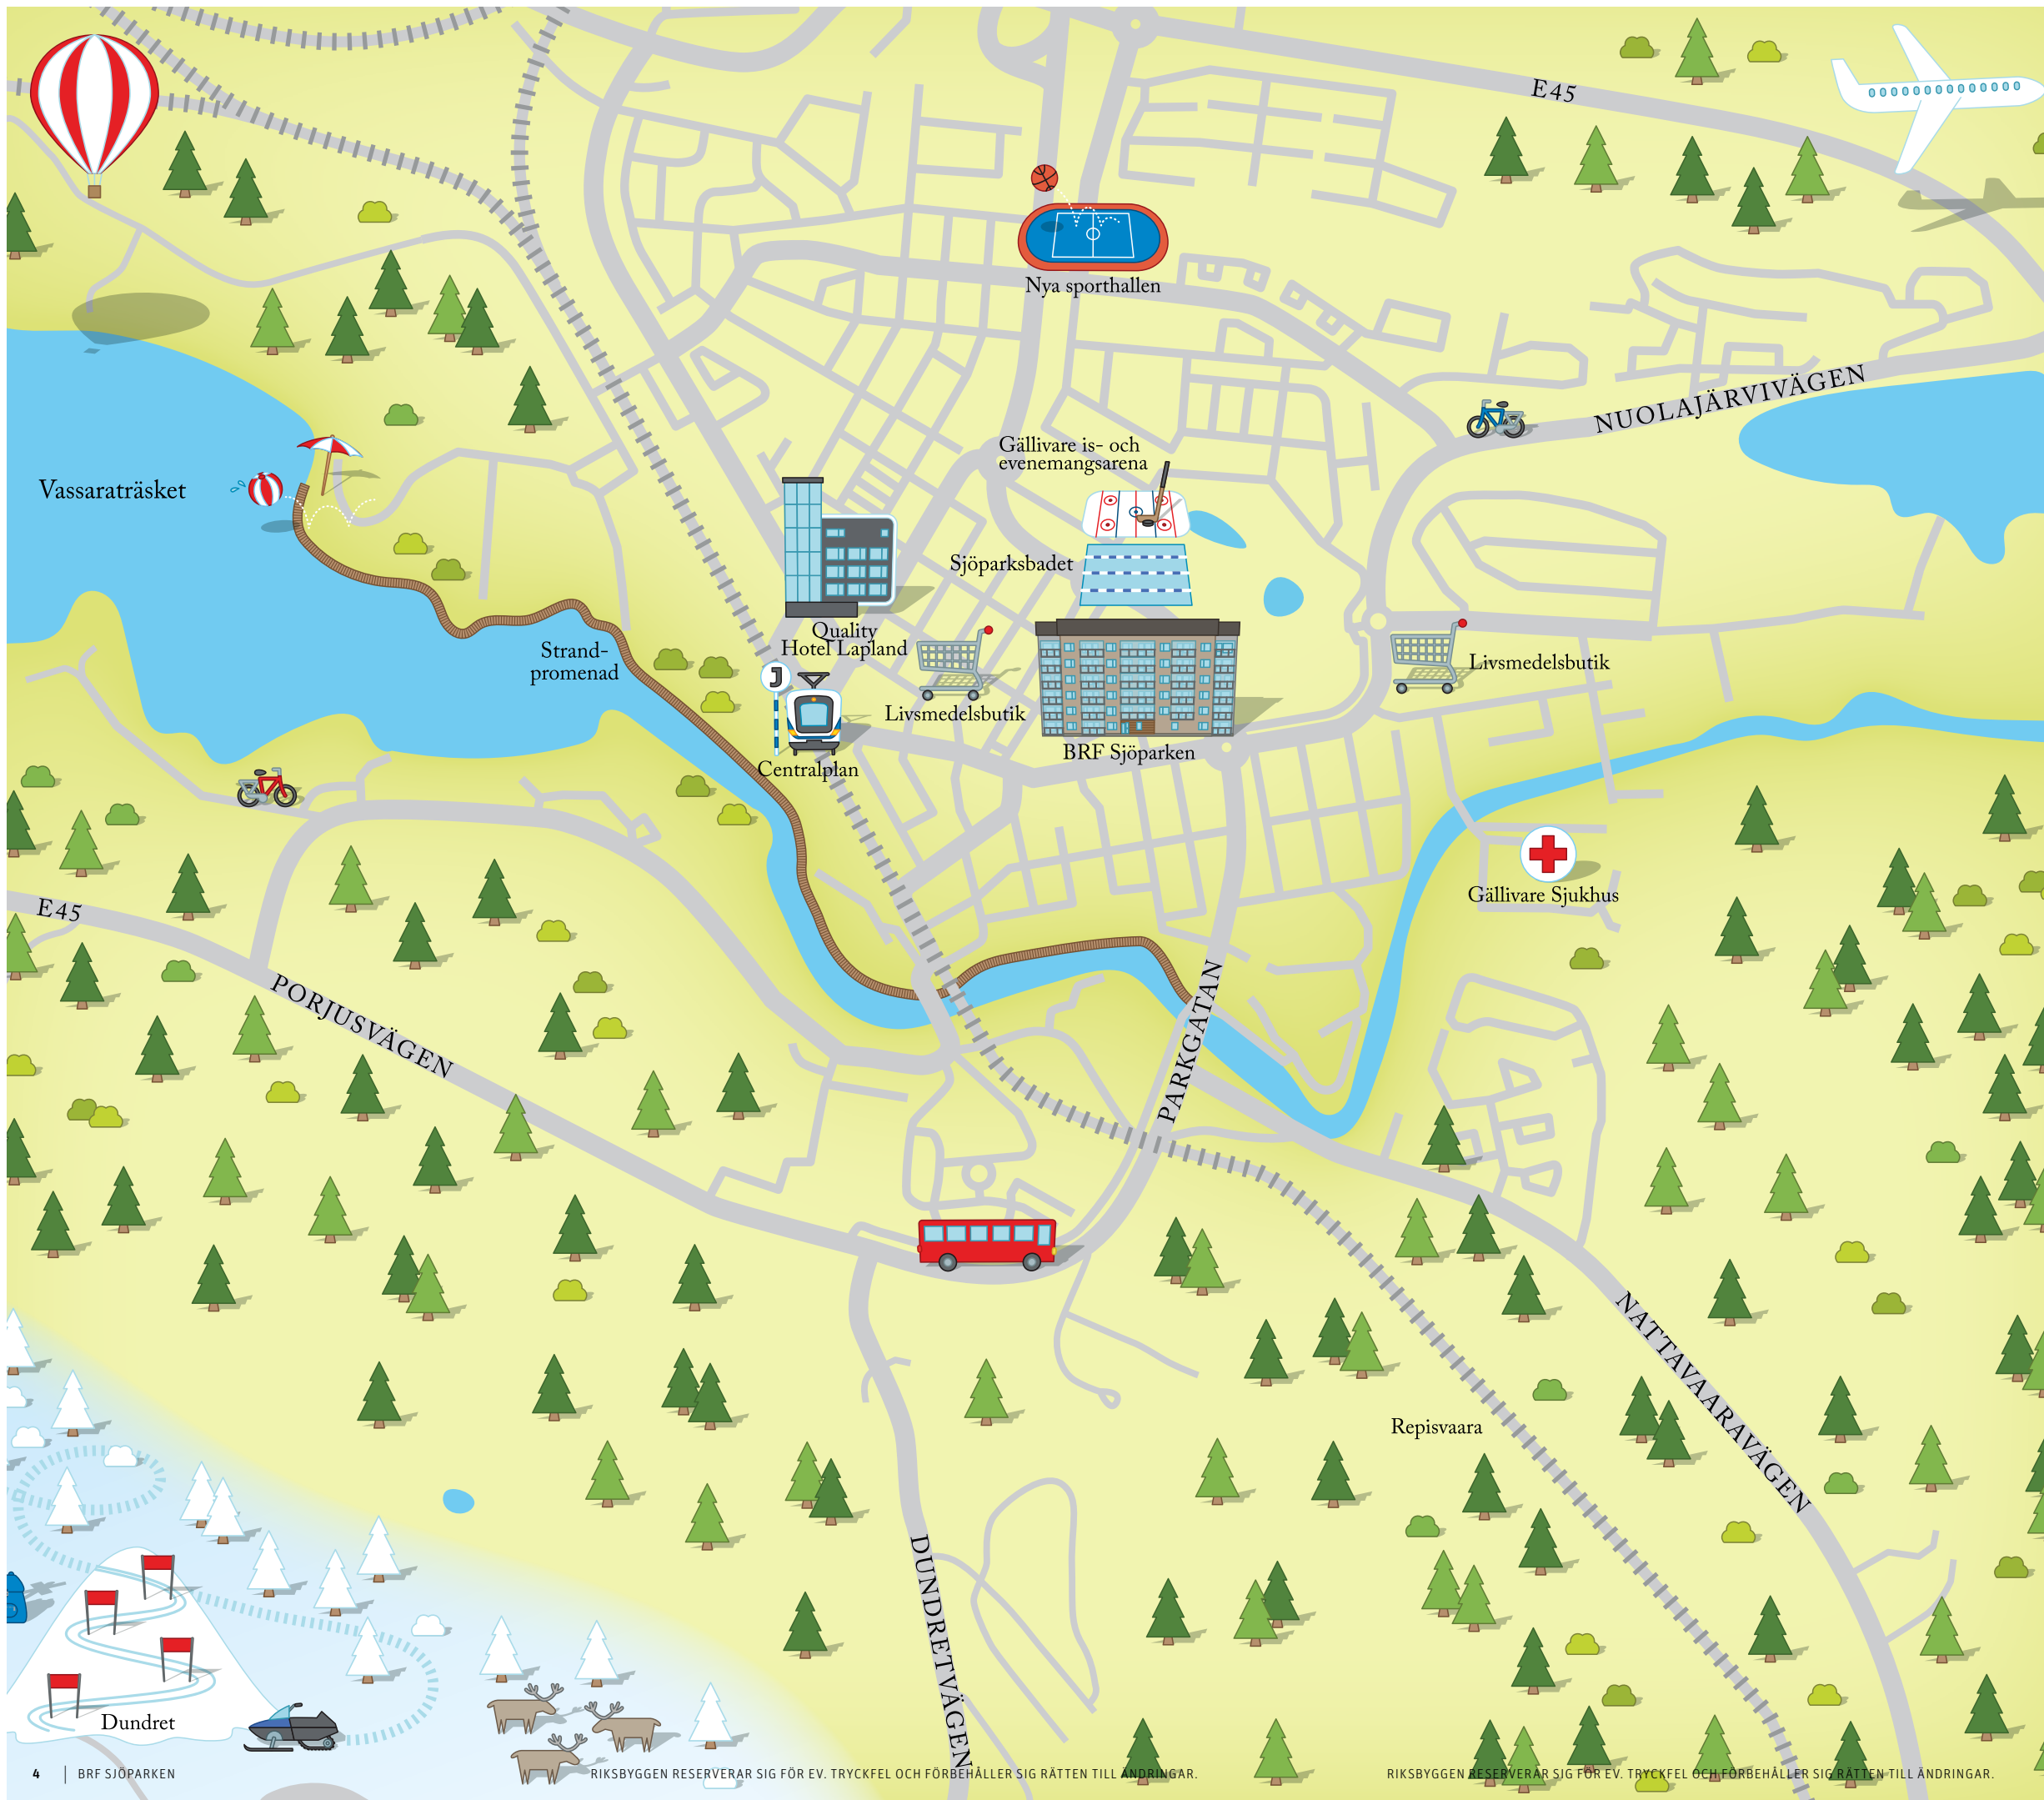 E45
Nya sporthallen
NUOLAJÄRVIVÄGEN
Gällivare is- och
evenemangsarena
Vassaraträsket
Sjöparksbadet
Quality
Hotel Lapland
Strand-
promenad
J
Livsmedelsbutik
Livsmedelsbutik
BRF Sjöparken
Centralplan
Gällivare Sjukhus
E45
PORJUSVÄGEN
PARKGATAN
NATTAVAARAVÄGEN
Repisvaara
DUNDRETVÄGEN
Dundret
4 | BRF SJÖPARKEN
RIKSBYGGEN RESERVERAR SIG FÖR EV. TRYCKFEL OCH FÖRBEHÅLLER SIG RÄTTEN TILL ÄNDRINGAR.
RIKSBYGGEN RESERVERAR SIG FÖR EV. TRYCKFEL OCH FÖRBEHÅLLER SIG RÄTTEN TILL ÄNDRINGAR.